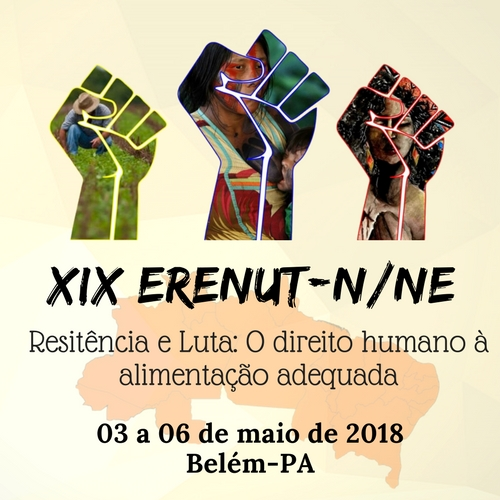 XIX ERENUT-N/NE
Resitência e Luta: O direito humano à
alimentação adequada
03 a 06 de maio de 2018
Belém-PA